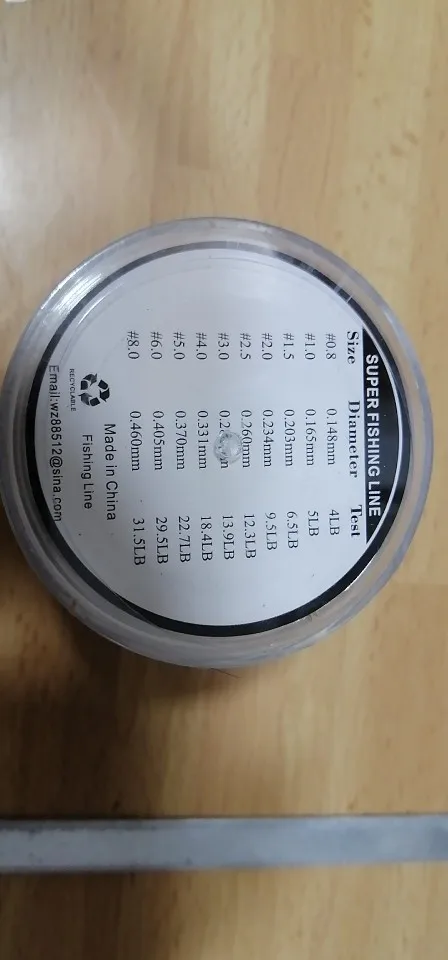 SUPER FISHING LINE
Size Diameter Test
#0.8 0.148mm 4LB
#1.0 0.165mm 5LB
#1.5 0.203mm 6.5LB
#2.0 0.234mm 9.5LB
#2.5 0.260mm 12.3LB
#3.0 13.9LB
#4.0 0.331mm 18.4LB
#5.0 0.370mm 22.7LB
#6.0 0.405mm 29.5LB
#8.0 0.460mm 31.5LB
Made in China
Fishing Line
RECYCLABLE
Email:wz88512@sina.com